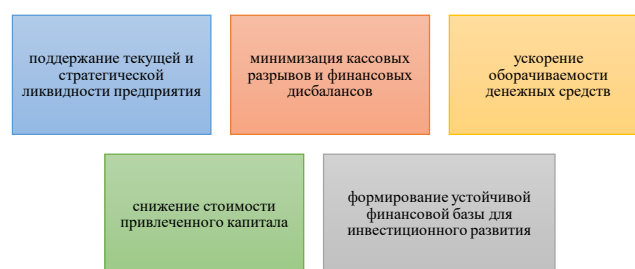 поддержание текущей и
стратегической
ликвидности предприятия
минимизация кассовых
разрывов и финансовых
дисбалансов
ускорение
оборачиваемости
денежных средств
снижение стоимости
привлеченного капитала
формирование устойчивой
финансовой базы для
инвестиционного развития